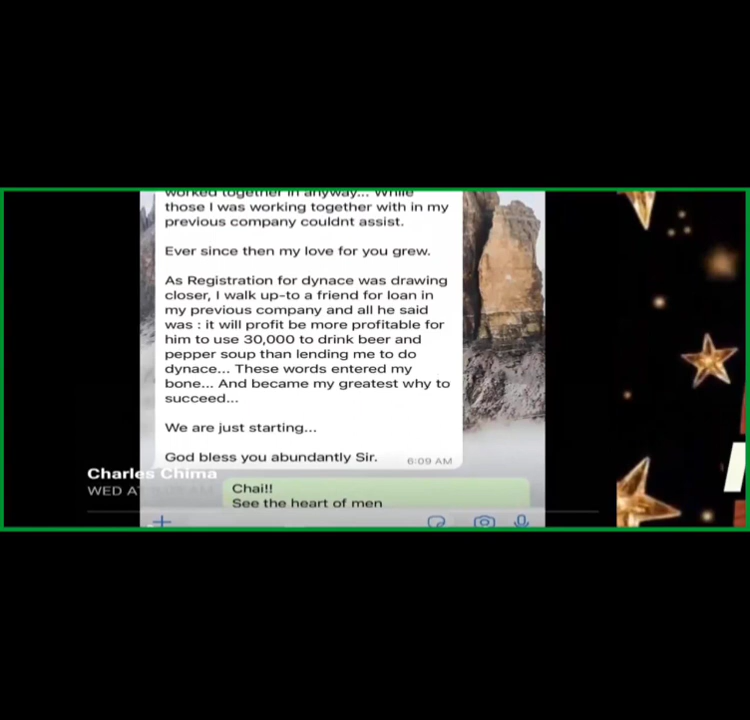 worked together in anyway... While
those I was working together with in my
previous company couldnt assist.
Ever since then my love for you grew.
As Registration for dynace was drawing
closer, I walk up-to a friend for loan in
my previous company and all he said
was : it will profit be more profitable for
him to use 30,000 to drink beer and
pepper soup than lending me to do
dynace... These words entered my
bone... And became my greatest why to
succeed...
We are just starting...
God bless you abundantly Sir.
6:09 AM
Charles Chima
WED
Chai!!
See the heart of men